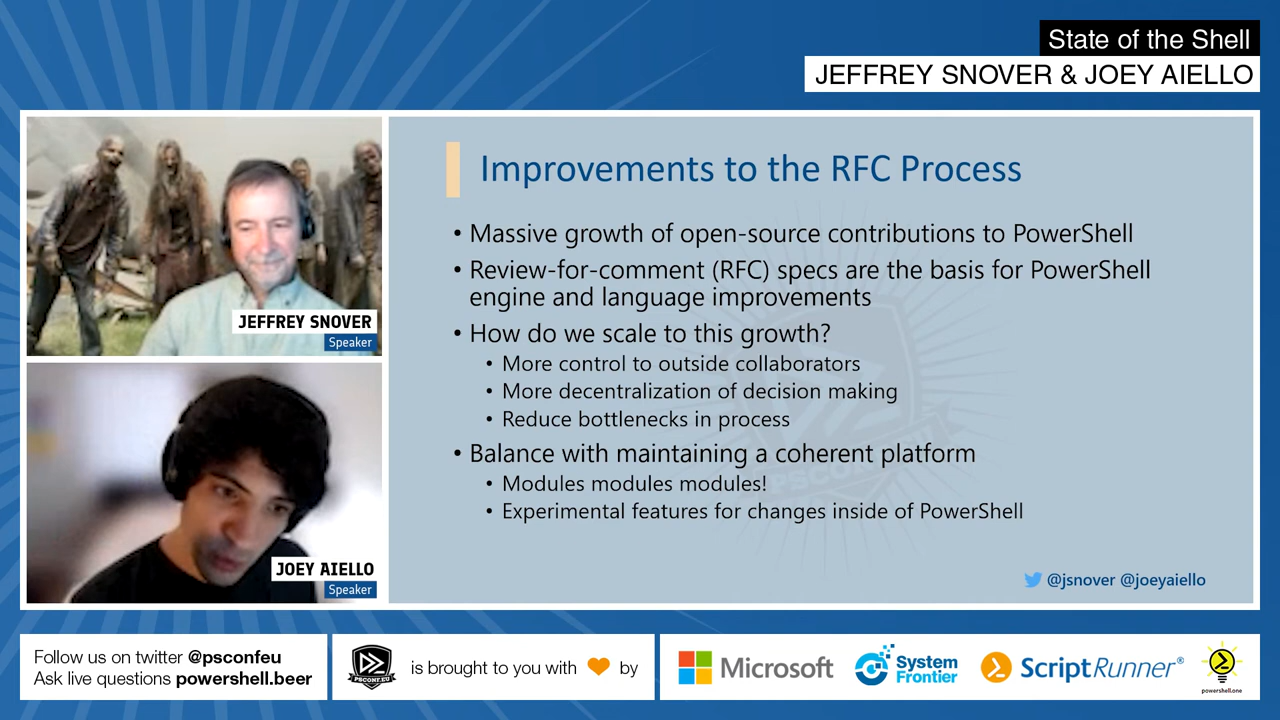 State of the Shell
JEFFREY SNOVER & JOEY AIELLO
JEFFREY SNOVER
Speaker
JOEY AIELLO
Speaker
Improvements to the RFC Process
• Massive growth of open-source contributions to PowerShell
• Review-for-comment (RFC) specs are the basis for PowerShell
engine and language improvements
• How do we scale to this growth?
• More control to outside collaborators
• More decentralization of decision making
• Reduce bottlenecks in process
• Balance with maintaining a coherent platform
• Modules modules modules!
• Experimental features for changes inside of PowerShell
@jsnover @joeyaiello
Follow us on twitter @psconfeu
Ask live questions powershell.beer
PSCONF.EU
is brought to you with
by
Microsoft
System
Frontier
ScriptRunner®
powershell.one